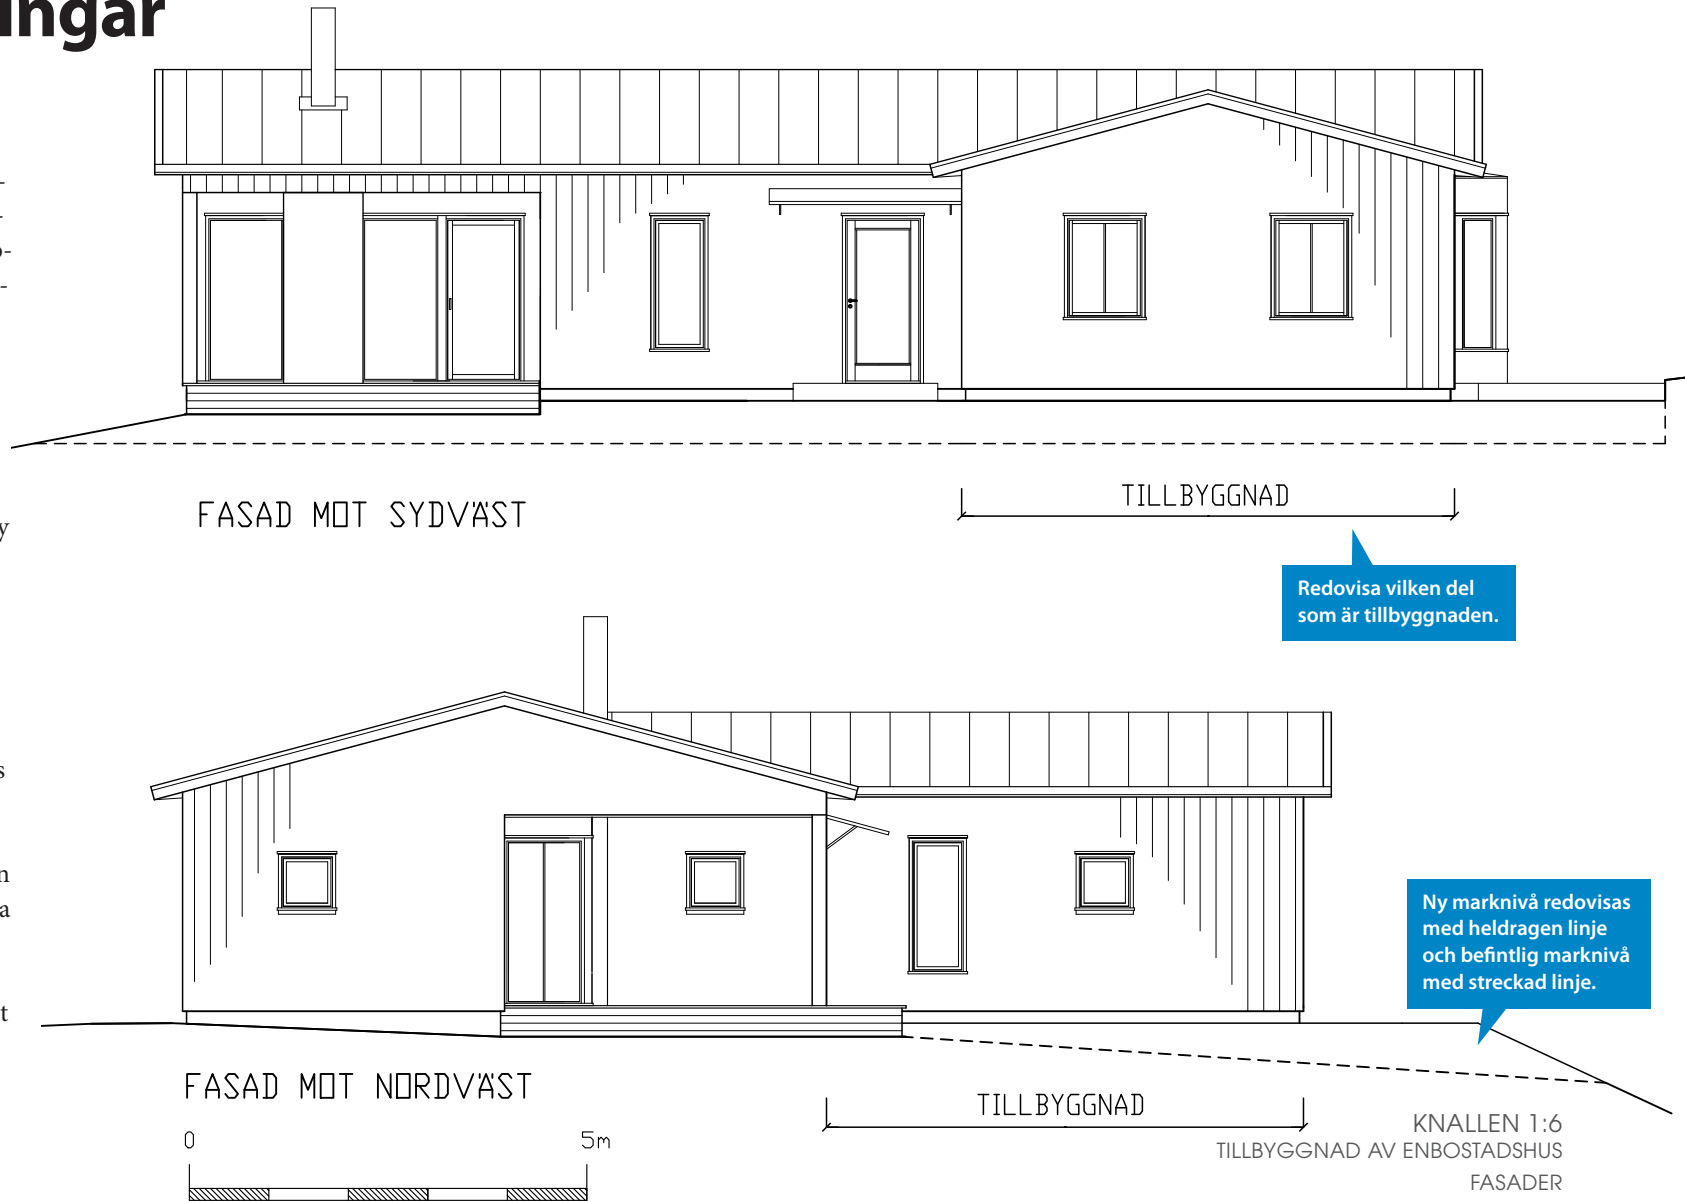 ingar
-
-
o-
-
FASAD MOT SYDVÄST
TILLBYGGNAD
y
Redovisa vilken del
som är tillbyggnaden.
s
n
a
Ny marknivå redovisas
med heldragen linje
och befintlig marknivå
med streckad linje.
t
FASAD MOT NORDVÄST
TILLBYGGNAD
0 5m
KNALLEN 1:6
TILLBYGGNAD AV ENBOSTADSHUS
FASADER